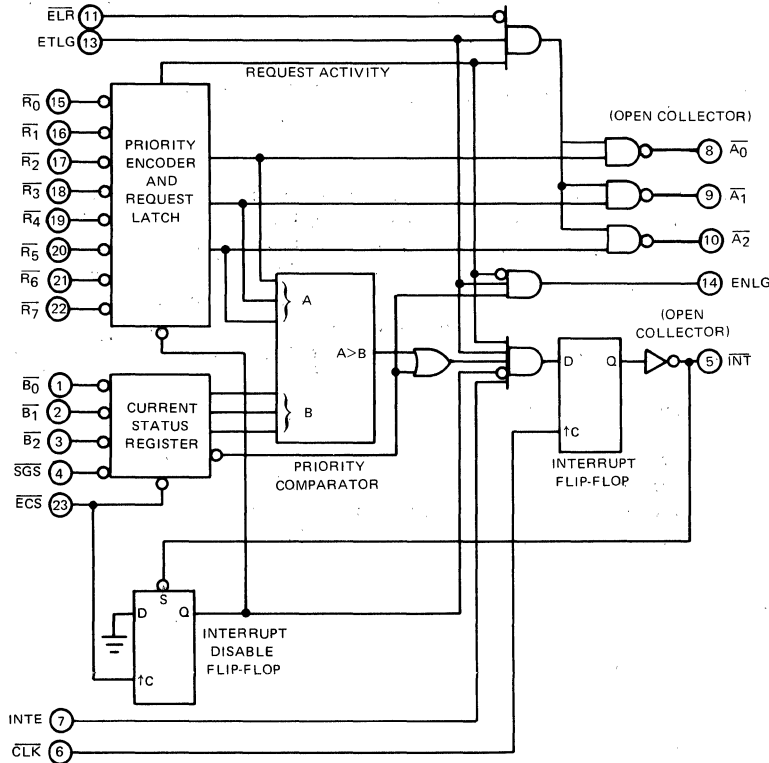 ELR 11
ETLG 13
REQUEST ACTIVITY
R0 15
R1 16
R2 17
R3 18
R4 19
R5 20
R6 21
R7 22
PRIORITY
ENCODER
AND
REQUEST
LATCH
(OPEN COLLECTOR)
8 A0
9 A1
10 A2
14 ENLG
A
A>B
B
PRIORITY
COMPARATOR
(OPEN
COLLECTOR)
D Q
5 INT
↑C
INTERRUPT
FLIP-FLOP
B0 1
B1 2
B2 3
SGS 4
ECS 23
CURRENT
STATUS
REGISTER
S
D Q
↑C
INTERRUPT
DISABLE
FLIP-FLOP
INTE 7
CLK 6